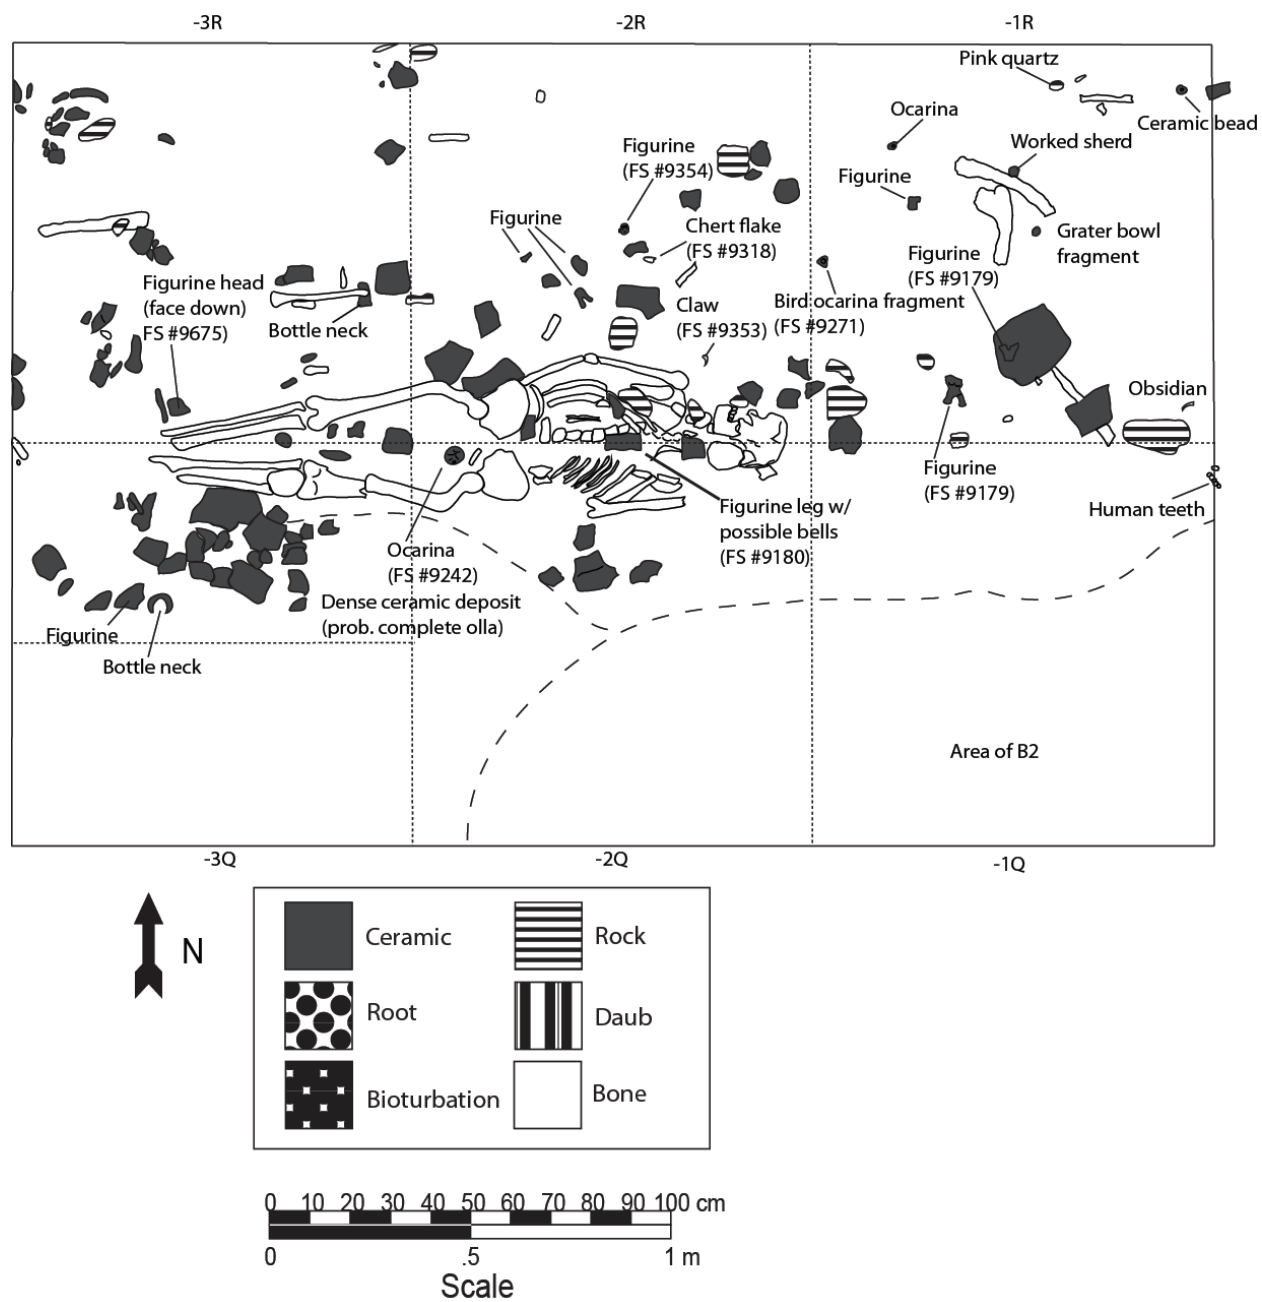 -3R
-2R
-1R
Pink quartz
Ceramic bead
Ocarina
Worked sherd
Figurine
(FS #9354)
Figurine
Grater bowl
fragment
Figurine
Chert flake
(FS #9318)
Figurine
(FS #9179)
Figurine head
(face down)
FS #9675)
Bottle neck
Claw
(FS #9353)
Bird ocarina fragment
(FS #9271)
Obsidian
Figurine
(FS #9179)
Human teeth
Figurine leg w/
possible bells
(FS #9180)
Ocarina
(FS #9242)
Dense ceramic deposit
(prob. complete olla)
Figurine
Bottle neck
Area of B2
-3Q
-2Q
-1Q
N
Ceramic
Rock
Root
Daub
Bioturbation
Bone
0 10 20 30 40 50 60 70 80 90 100 cm
0 .5 1 m
Scale